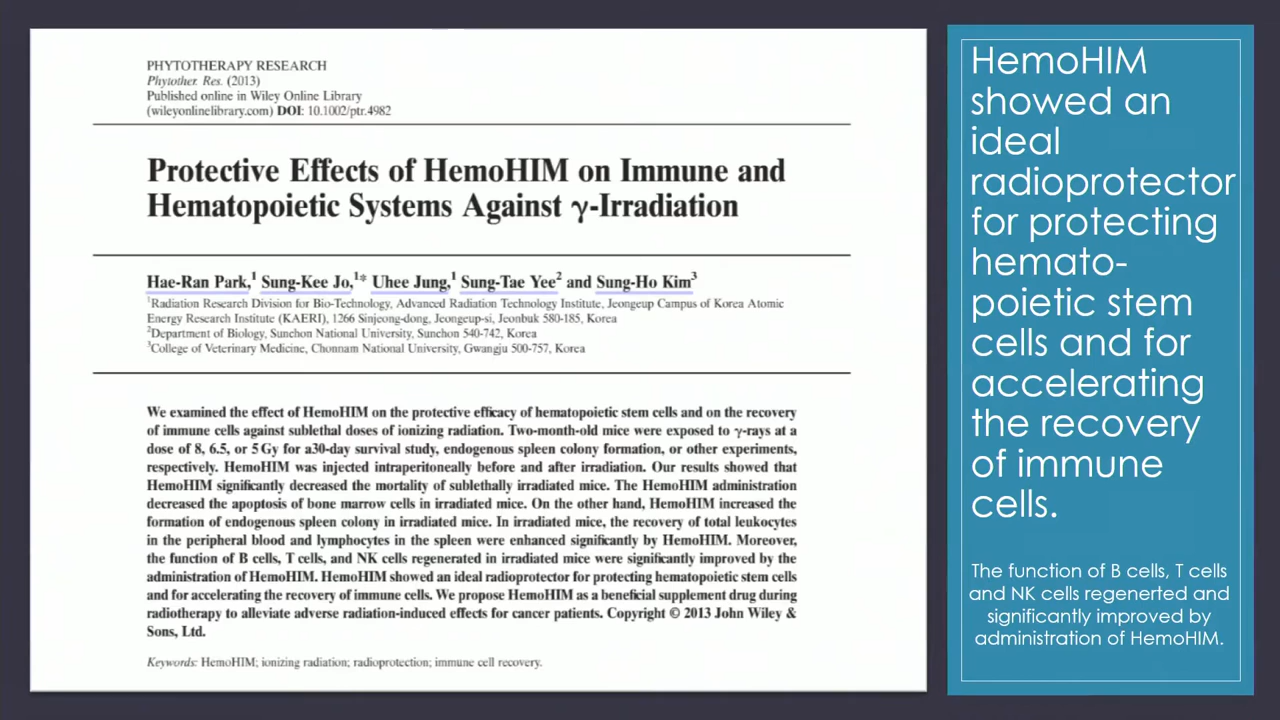 PHYTOTHERAPY RESEARCH
Phytother. Res. (2013)
Published online in Wiley Online Library
(wileyonlinelibrary.com) DOI: 10.1002/ptr.4982
Protective Effects of HemoHIM on Immune and
Hematopoietic Systems Against γ-Irradiation
Hae-Ran Park,¹ Sung-Kee Jo,¹* Uhee Jung,¹ Sung-Tae Yee² and Sung-Ho Kim³
¹Radiation Research Division for Bio-Technology, Advanced Radiation Technology Institute, Jeongeup Campus of Korea Atomic
Energy Research Institute (KAERI), 1266 Sinjeong-dong, Jeongeup-si, Jeonbuk 580-185, Korea
²Department of Biology, Sunchon National University, Sunchon 540-742, Korea
³College of Veterinary Medicine, Chonnam National University, Gwangju 500-757, Korea
We examined the effect of HemoHIM on the protective efficacy of hematopoietic stem cells and on the recovery
of immune cells against sublethal doses of ionizing radiation. Two-month-old mice were exposed to γ-rays at a
dose of 8, 6.5, or 5 Gy for a30-day survival study, endogenous spleen colony formation, or other experiments,
respectively. HemoHIM was injected intraperitoneally before and after irradiation. Our results showed that
HemoHIM significantly decreased the mortality of sublethally irradiated mice. The HemoHIM administration
decreased the apoptosis of bone marrow cells in irradiated mice. On the other hand, HemoHIM increased the
formation of endogenous spleen colony in irradiated mice. In irradiated mice, the recovery of total leukocytes
in the peripheral blood and lymphocytes in the spleen were enhanced significantly by HemoHIM. Moreover,
the function of B cells, T cells, and NK cells regenerated in irradiated mice were significantly improved by the
administration of HemoHIM. HemoHIM showed an ideal radioprotector for protecting hematopoietic stem cells
and for accelerating the recovery of immune cells. We propose HemoHIM as a beneficial supplement drug during
radiotherapy to alleviate adverse radiation-induced effects for cancer patients. Copyright © 2013 John Wiley &
Sons, Ltd.
Keywords: HemoHIM; ionizing radiation; radioprotection; immune cell recovery.
HemoHIM
showed an
ideal
radioprotector
for protecting
hemato-
poietic stem
cells and for
accelerating
the recovery
of immune
cells.
The function of B cells, T cells
and NK cells regenerted and
significantly improved by
administration of HemoHIM.